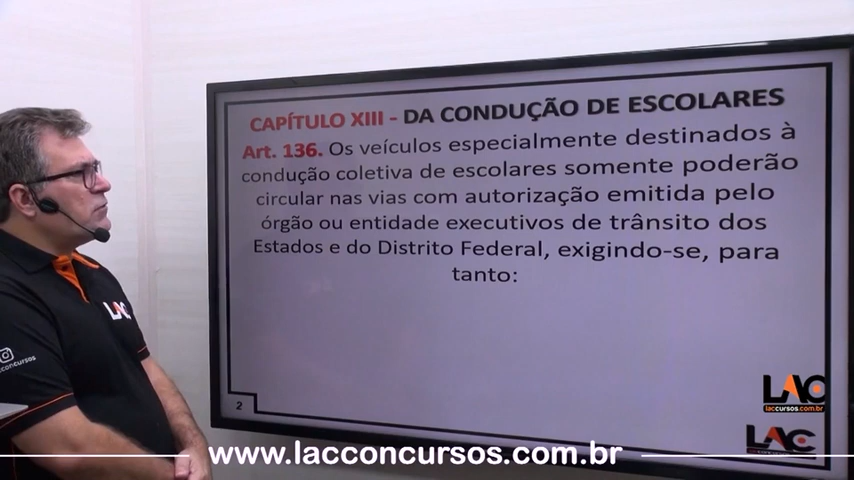 CAPÍTULO XIII - DA CONDUÇÃO DE ESCOLARES
Art. 136. Os veículos especialmente destinados à
condução coletiva de escolares somente poderão
circular nas vias com autorização emitida pelo
órgão ou entidade executivos de trânsito dos
Estados e do Distrito Federal, exigindo-se, para
tanto:
2
LAC
laccursos.com.br
LAC
LAC
concursos
www.lacconcursos.com.br